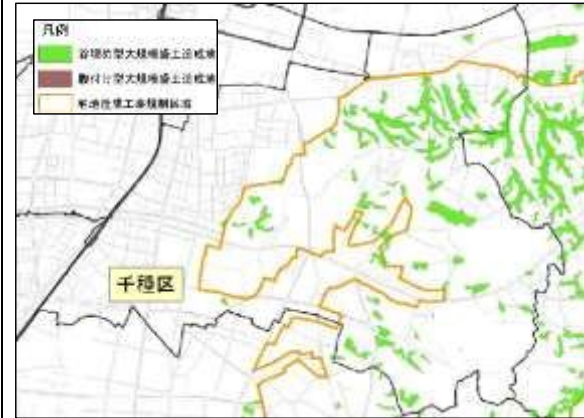 凡例
谷埋め型大規模盛土造成地
腹付け型大規模盛土造成地
宅地造成工事規制区域
千種区